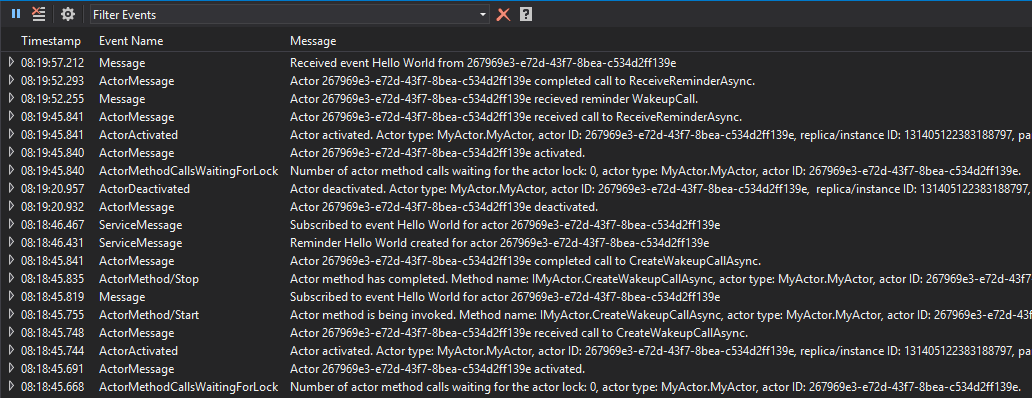 Filter Events
Timestamp Event Name Message
08:19:57.212 Message Received event Hello World from 267969e3-e72d-43f7-8bea-c534d2ff139e
08:19:52.293 ActorMessage Actor 267969e3-e72d-43f7-8bea-c534d2ff139e completed call to ReceiveReminderAsync.
08:19:52.255 Message Actor 267969e3-e72d-43f7-8bea-c534d2ff139e recieved reminder WakeupCall.
08:19:45.841 ActorMessage Actor 267969e3-e72d-43f7-8bea-c534d2ff139e received call to ReceiveReminderAsync.
08:19:45.841 ActorActivated Actor activated. Actor type: MyActor.MyActor, actor ID: 267969e3-e72d-43f7-8bea-c534d2ff139e, replica/instance ID: 131405122383188797, pa
08:19:45.840 ActorMessage Actor 267969e3-e72d-43f7-8bea-c534d2ff139e activated.
08:19:45.840 ActorMethodCallsWaitingForLock Number of actor method calls waiting for the actor lock: 0, actor type: MyActor.MyActor, actor ID: 267969e3-e72d-43f7-8bea-c534d2ff139e.
08:19:20.957 ActorDeactivated Actor deactivated. Actor type: MyActor.MyActor, actor ID: 267969e3-e72d-43f7-8bea-c534d2ff139e, replica/instance ID: 131405122383188797,
08:19:20.932 ActorMessage Actor 267969e3-e72d-43f7-8bea-c534d2ff139e deactivated.
08:18:46.467 ServiceMessage Subscribed to event Hello World for actor 267969e3-e72d-43f7-8bea-c534d2ff139e
08:18:46.431 ServiceMessage Reminder Hello World created for actor 267969e3-e72d-43f7-8bea-c534d2ff139e
08:18:45.841 ActorMessage Actor 267969e3-e72d-43f7-8bea-c534d2ff139e completed call to CreateWakeupCallAsync.
08:18:45.835 ActorMethod/Stop Actor method has completed. Method name: IMyActor.CreateWakeupCallAsync, actor type: MyActor.MyActor, actor ID: 267969e3-e72d-43f7
08:18:45.819 Message Subscribed to event Hello World for actor 267969e3-e72d-43f7-8bea-c534d2ff139e
08:18:45.755 ActorMethod/Start Actor method is being invoked. Method name: IMyActor.CreateWakeupCallAsync, actor type: MyActor.MyActor, actor ID: 267969e3-e72d-43f
08:18:45.748 ActorMessage Actor 267969e3-e72d-43f7-8bea-c534d2ff139e received call to CreateWakeupCallAsync.
08:18:45.744 ActorActivated Actor activated. Actor type: MyActor.MyActor, actor ID: 267969e3-e72d-43f7-8bea-c534d2ff139e, replica/instance ID: 131405122383188797, pa
08:18:45.691 ActorMessage Actor 267969e3-e72d-43f7-8bea-c534d2ff139e activated.
08:18:45.668 ActorMethodCallsWaitingForLock Number of actor method calls waiting for the actor lock: 0, actor type: MyActor.MyActor, actor ID: 267969e3-e72d-43f7-8bea-c534d2ff139e.